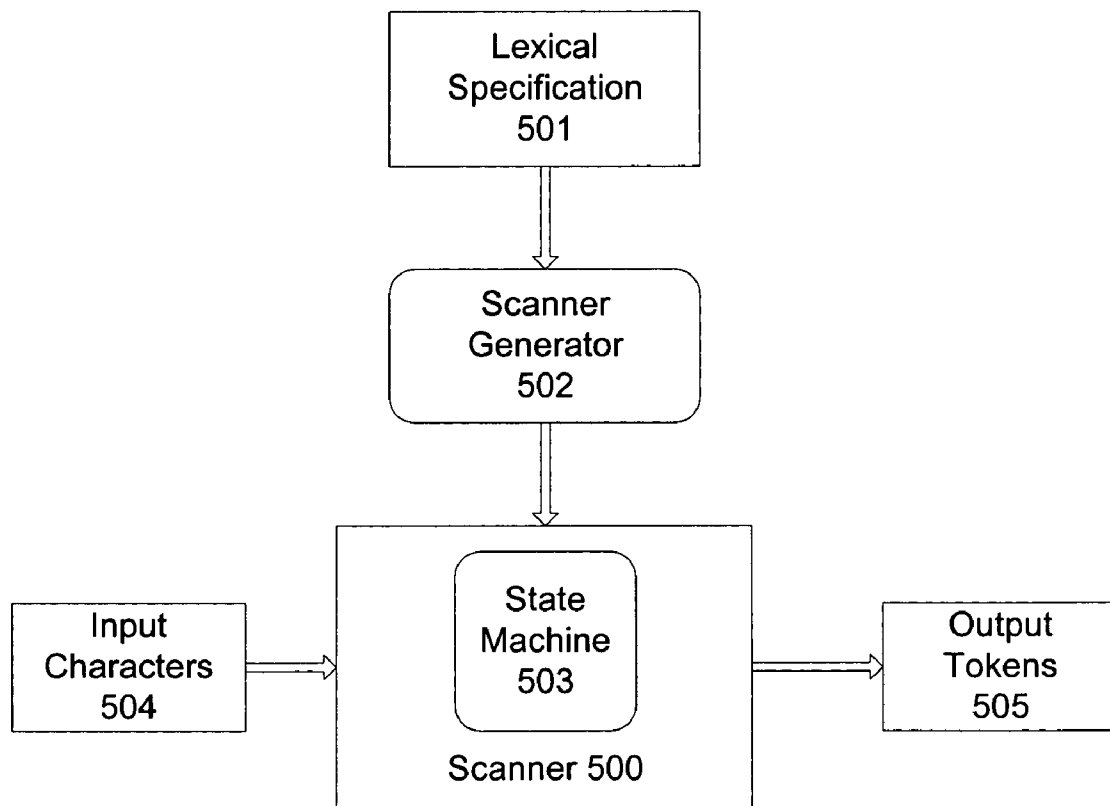 Lexical
Specification
501
Scanner
Generator
502
State
Machine
503
Input
Characters
504
Output
Tokens
505
Scanner 500